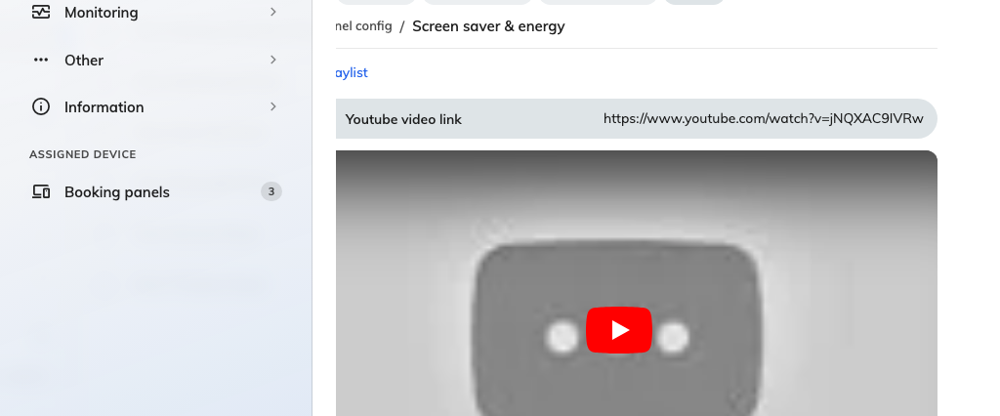 Monitoring
Other
Information
ASSIGNED DEVICE
Booking panels 3
nel config / Screen saver & energy
aylist
Youtube video link https://www.youtube.com/watch?v=jNQXAC9IVRw